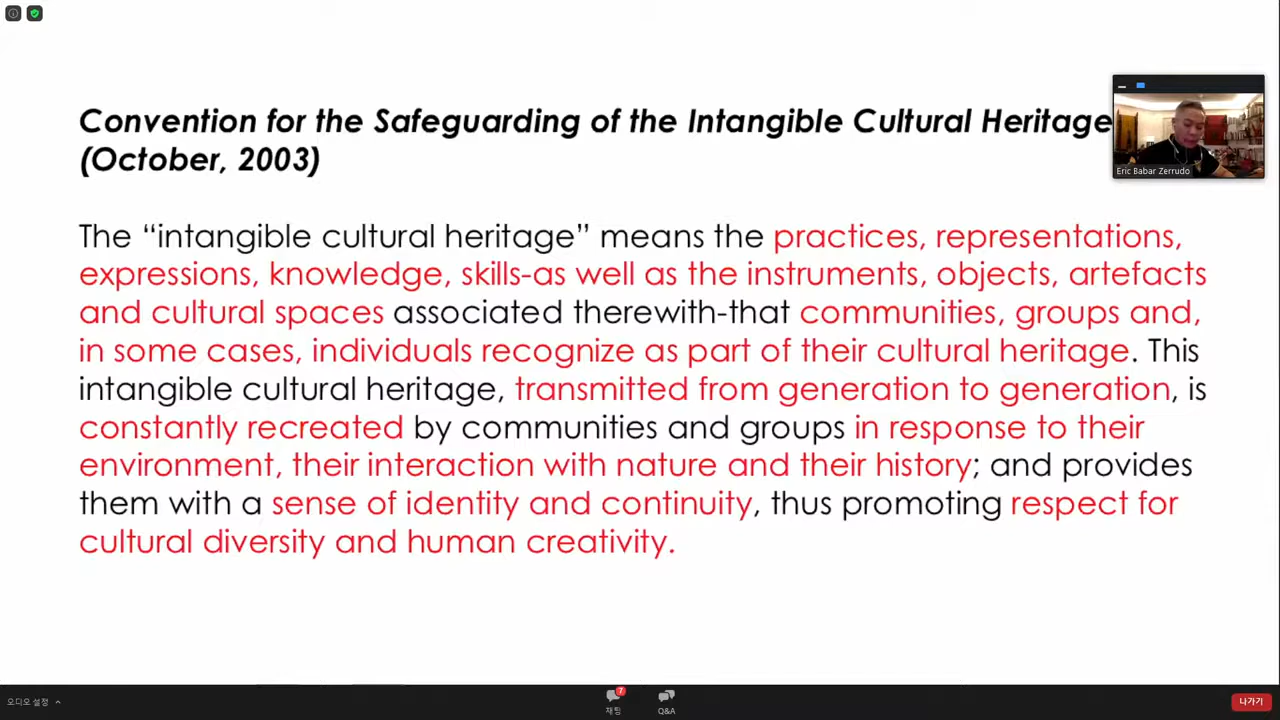 Convention for the Safeguarding of the Intangible Cultural Heritage
(October, 2003)
Eric Babar Zerrudo
The “intangible cultural heritage” means the practices, representations,
expressions, knowledge, skills-as well as the instruments, objects, artefacts
and cultural spaces associated therewith-that communities, groups and,
in some cases, individuals recognize as part of their cultural heritage. This
intangible cultural heritage, transmitted from generation to generation, is
constantly recreated by communities and groups in response to their
environment, their interaction with nature and their history; and provides
them with a sense of identity and continuity, thus promoting respect for
cultural diversity and human creativity.
오디오 설정
7
채팅
Q&A
나가기